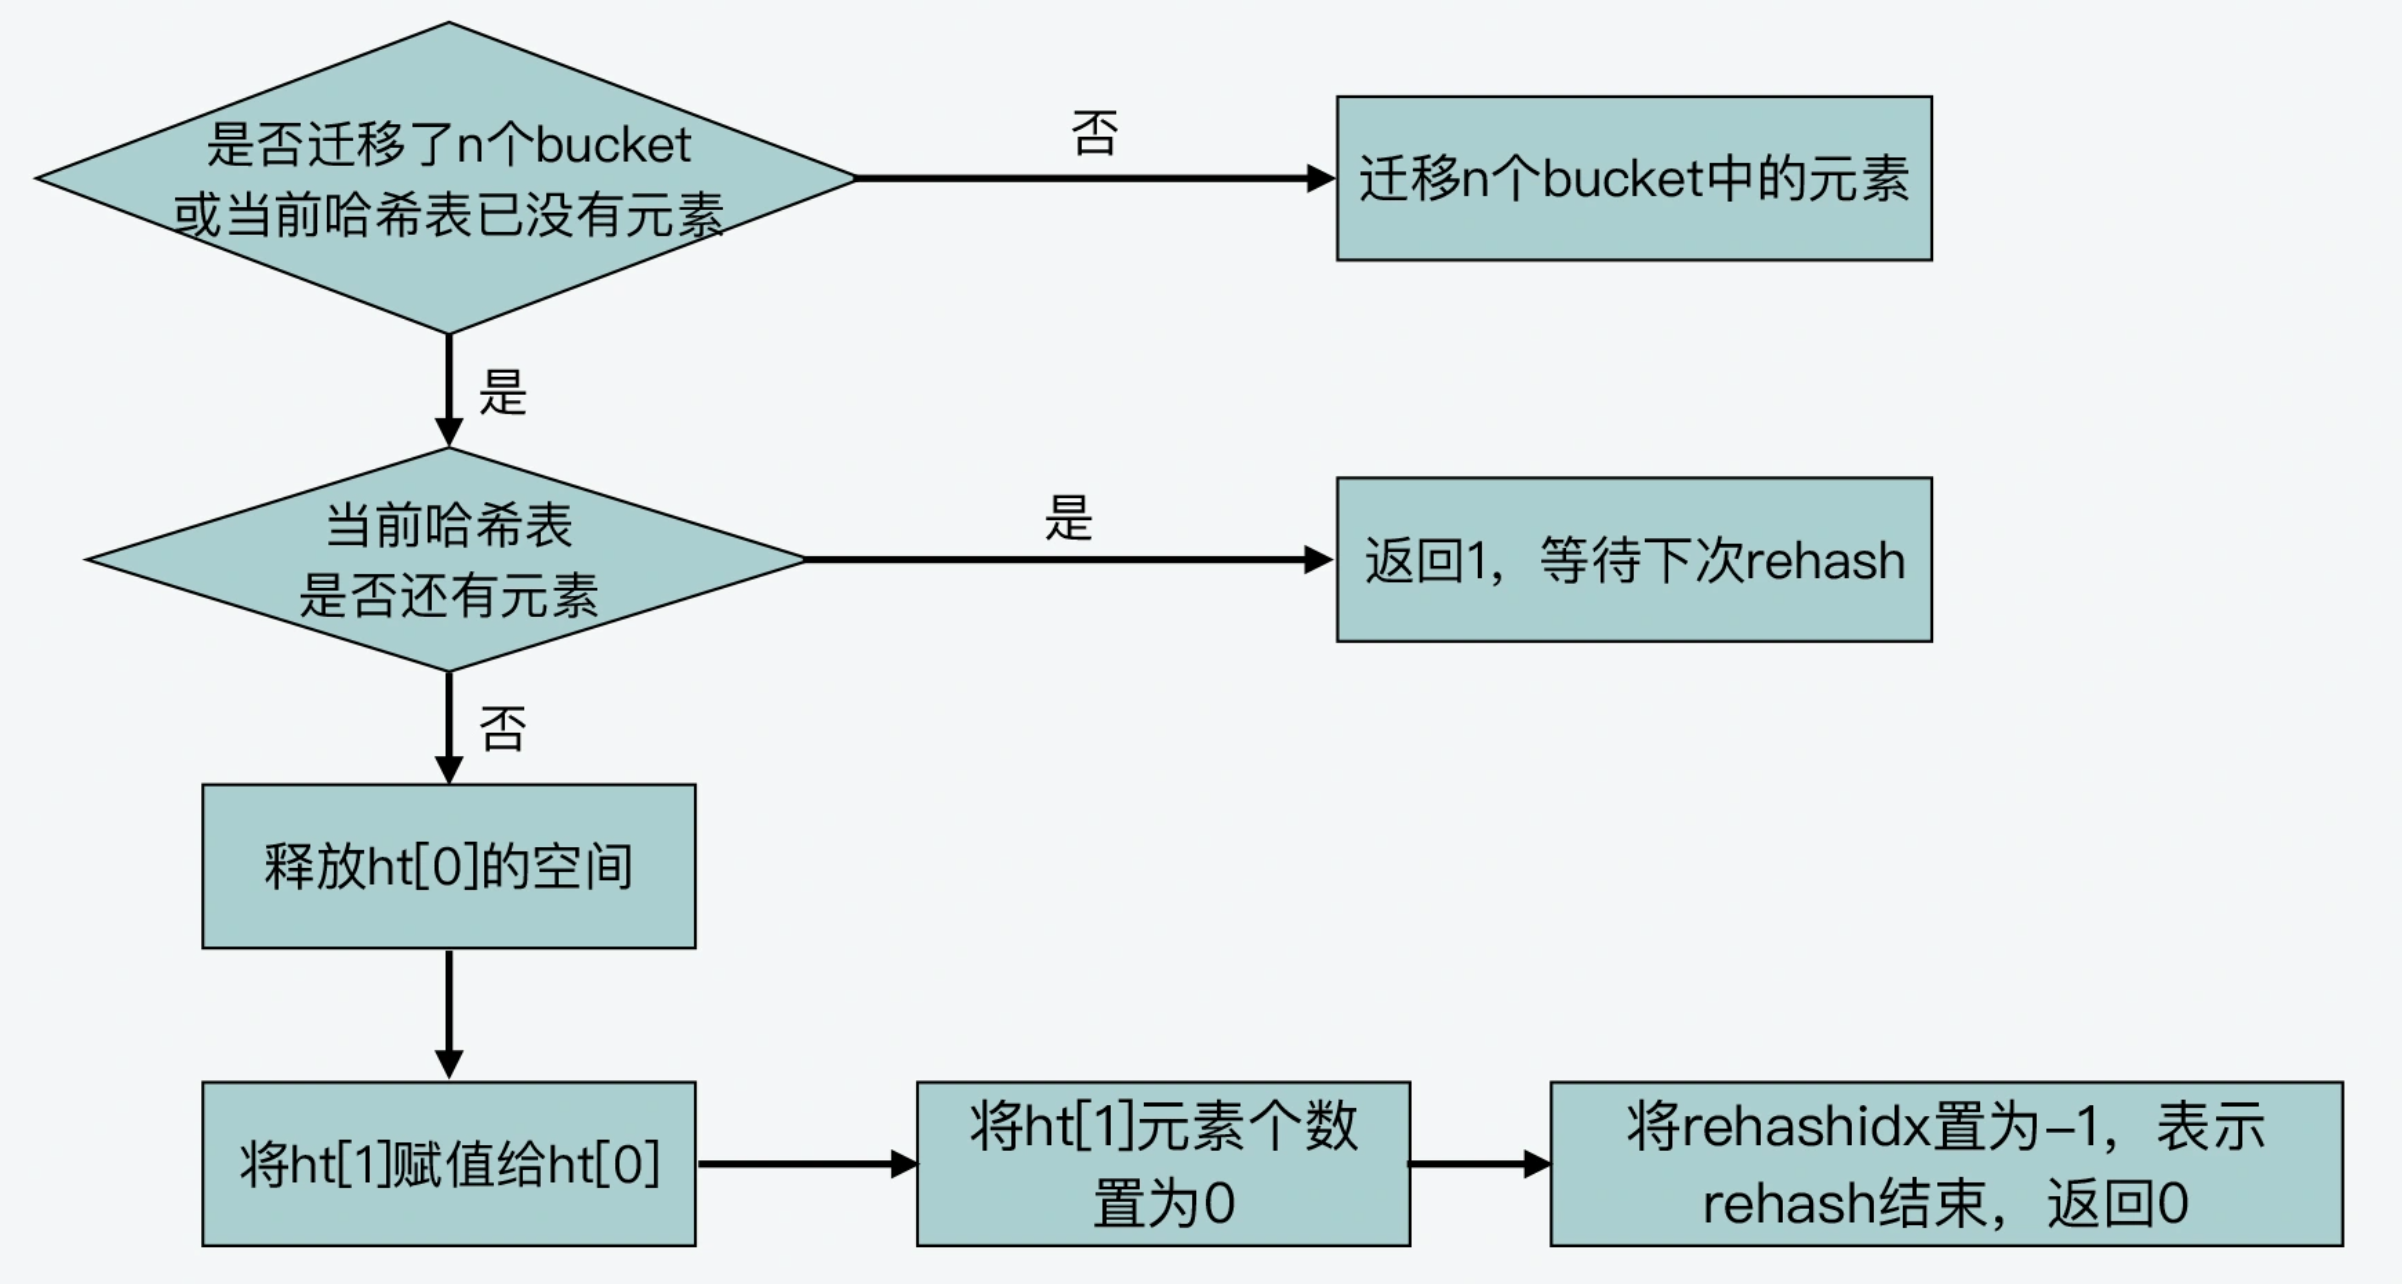 是否迁移了n个bucket
或当前哈希表已没有元素
否
迁移n个bucket中的元素
是
当前哈希表
是否还有元素
是
返回1，等待下次rehash
否
释放ht[0]的空间
将ht[1]赋值给ht[0]
将ht[1]元素个数
置为0
将rehashidx置为-1，表示
rehash结束，返回0